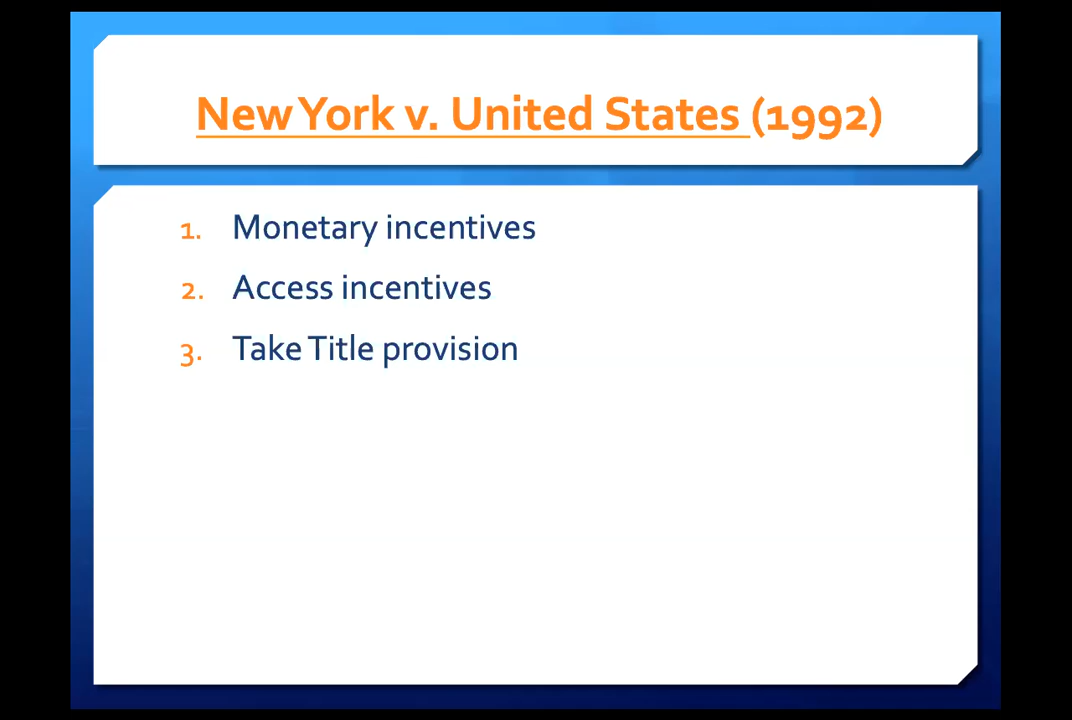 New York v. United States (1992)
1. Monetary incentives
2. Access incentives
3. Take Title provision